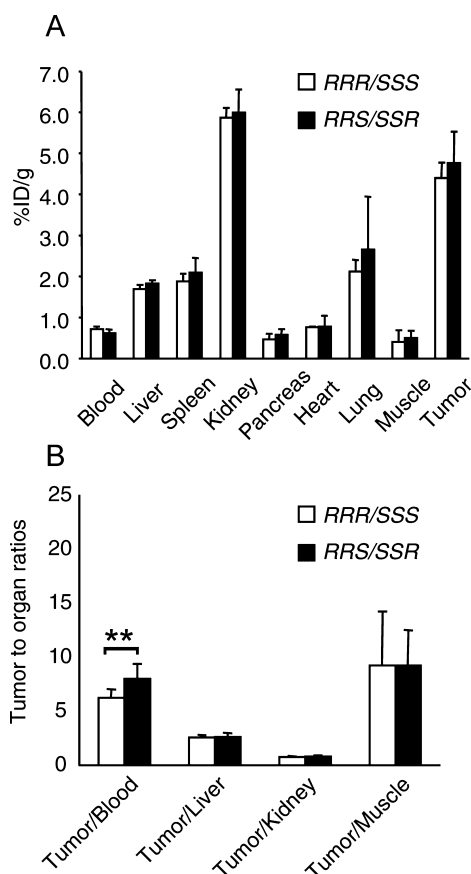 A
7.0
6.0
5.0
4.0
3.0
2.0
1.0
0.0
%ID/g
RRR/SSS
RRS/SSR
Blood
Liver
Spleen
Kidney
Pancreas
Heart
Lung
Muscle
Tumor
B
25
20
15
10
5
0
Tumor to organ ratios
RRR/SSS
RRS/SSR
**
Tumor/Blood
Tumor/Liver
Tumor/Kidney
Tumor/Muscle